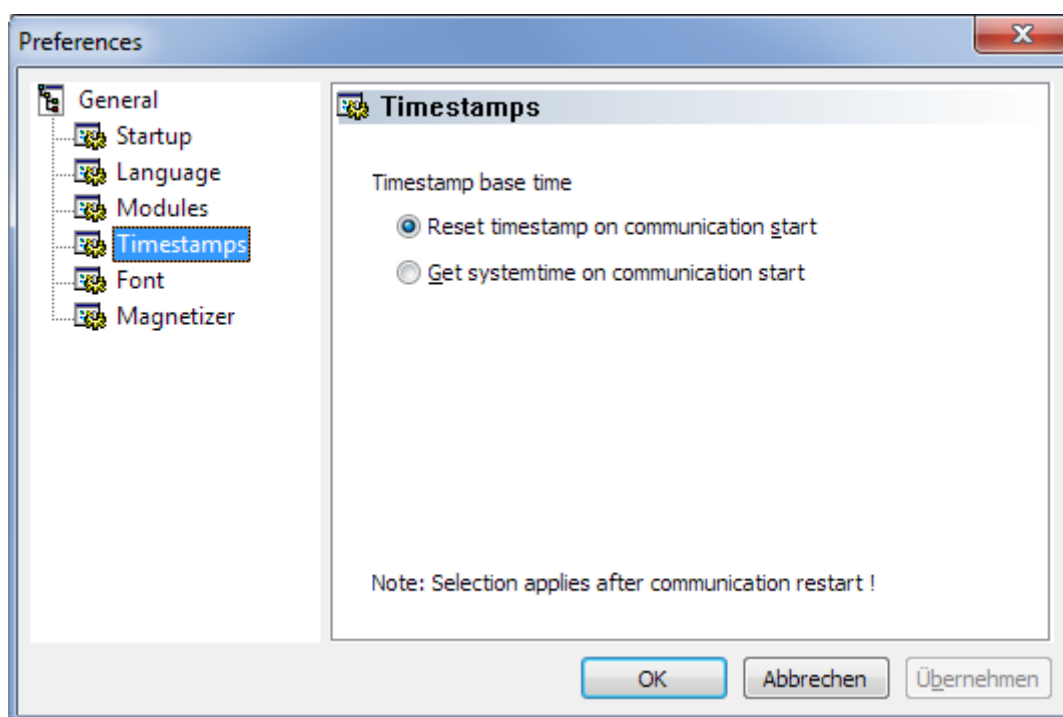 Preferences
General
Startup
Language
Modules
Timestamps
Font
Magnetizer
Timestamps
Timestamp base time
Reset timestamp on communication start
Get systemtime on communication start
Note: Selection applies after communication restart !
OK
Abbrechen
Übernehmen